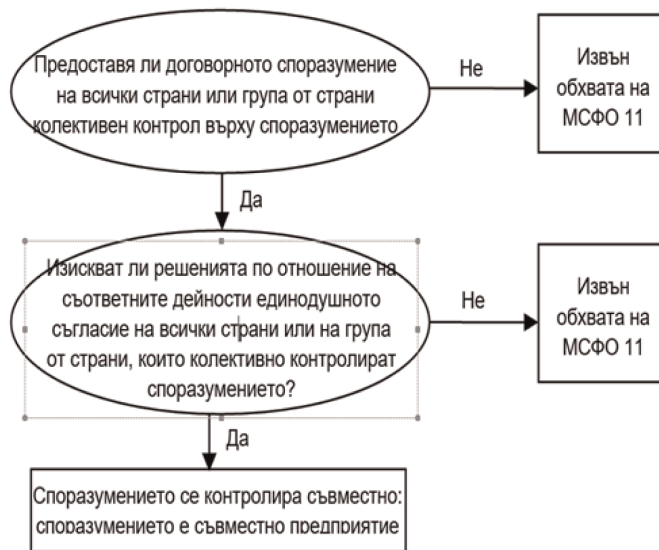 Предоставя ли договорното споразумение
на всички страни или група от страни
колективен контрол върху споразумението
Не
Извън
обхвата на
МСФО 11
Да
Изискват ли решенията по отношение на
съответните дейности единодушното
съгласие на всички страни или на група
от страни, които колективно контролират
споразумението?
Не
Извън
обхвата на
МСФО 11
Да
Споразумението се контролира съвместно:
споразумението е съвместно предприятие